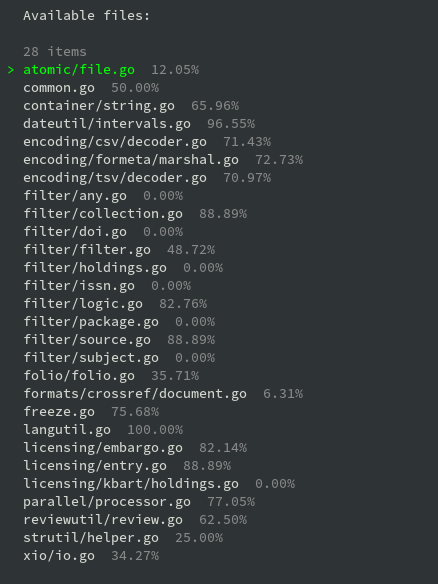 Available files:
28 items
> atomic/file.go 12.05%
common.go 50.00%
container/string.go 65.96%
dateutil/intervals.go 96.55%
encoding/csv/decoder.go 71.43%
encoding/formeta/marshal.go 72.73%
encoding/tsv/decoder.go 70.97%
filter/any.go 0.00%
filter/collection.go 88.89%
filter/doi.go 0.00%
filter/filter.go 48.72%
filter/holdings.go 0.00%
filter/issn.go 0.00%
filter/logic.go 82.76%
filter/package.go 0.00%
filter/source.go 88.89%
filter/subject.go 0.00%
folio/folio.go 35.71%
formats/crossref/document.go 6.31%
freeze.go 75.68%
langutil.go 100.00%
licensing/embargo.go 82.14%
licensing/entry.go 88.89%
licensing/kbart/holdings.go 0.00%
parallel/processor.go 77.05%
reviewutil/review.go 62.50%
strutil/helper.go 25.00%
xio/io.go 34.27%